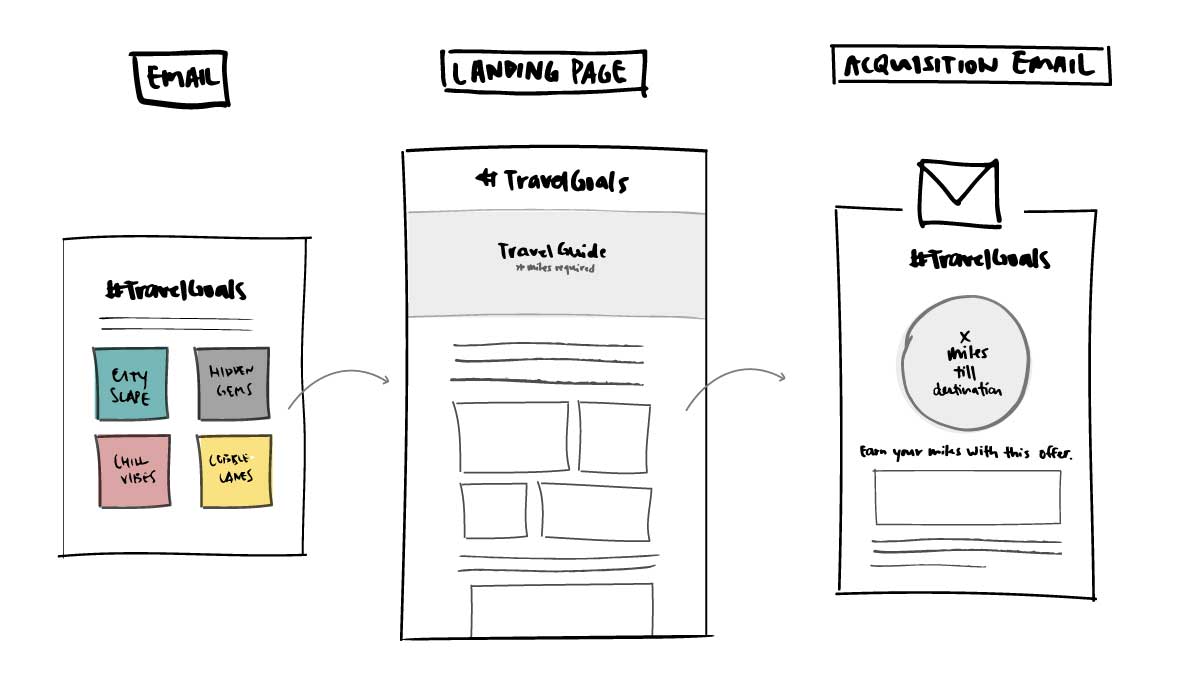 EMAIL
LANDING PAGE
ACQUISITION EMAIL
#TravelGoals
CITY
SCAPE
HIDDEN
GEMS
CHILL
VIBES
COBBLE-
LANES
#TravelGoals
Travel Guide
* miles required
#TravelGoals
X
miles
till
destination
Earn your miles with this offer.